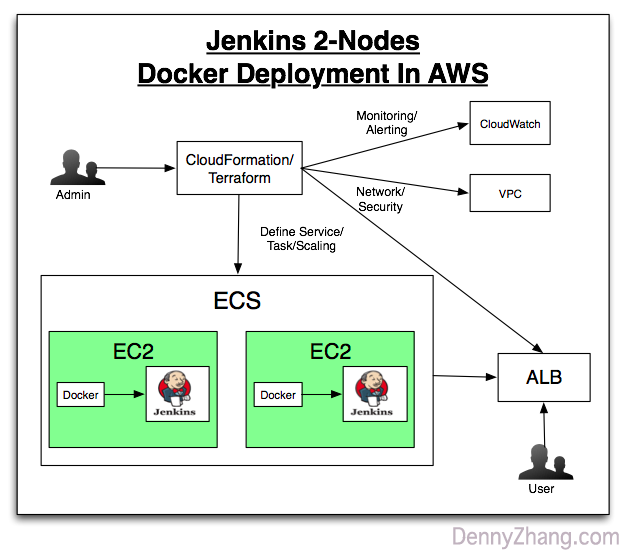 Jenkins 2-Nodes
Docker Deployment In AWS
Monitoring/
Alerting
CloudWatch
CloudFormation/
Terraform
Admin
Network/
Security
VPC
Define Service/
Task/Scaling
ECS
EC2
Docker
Jenkins
EC2
Docker
Jenkins
ALB
User
DennyZhang.com